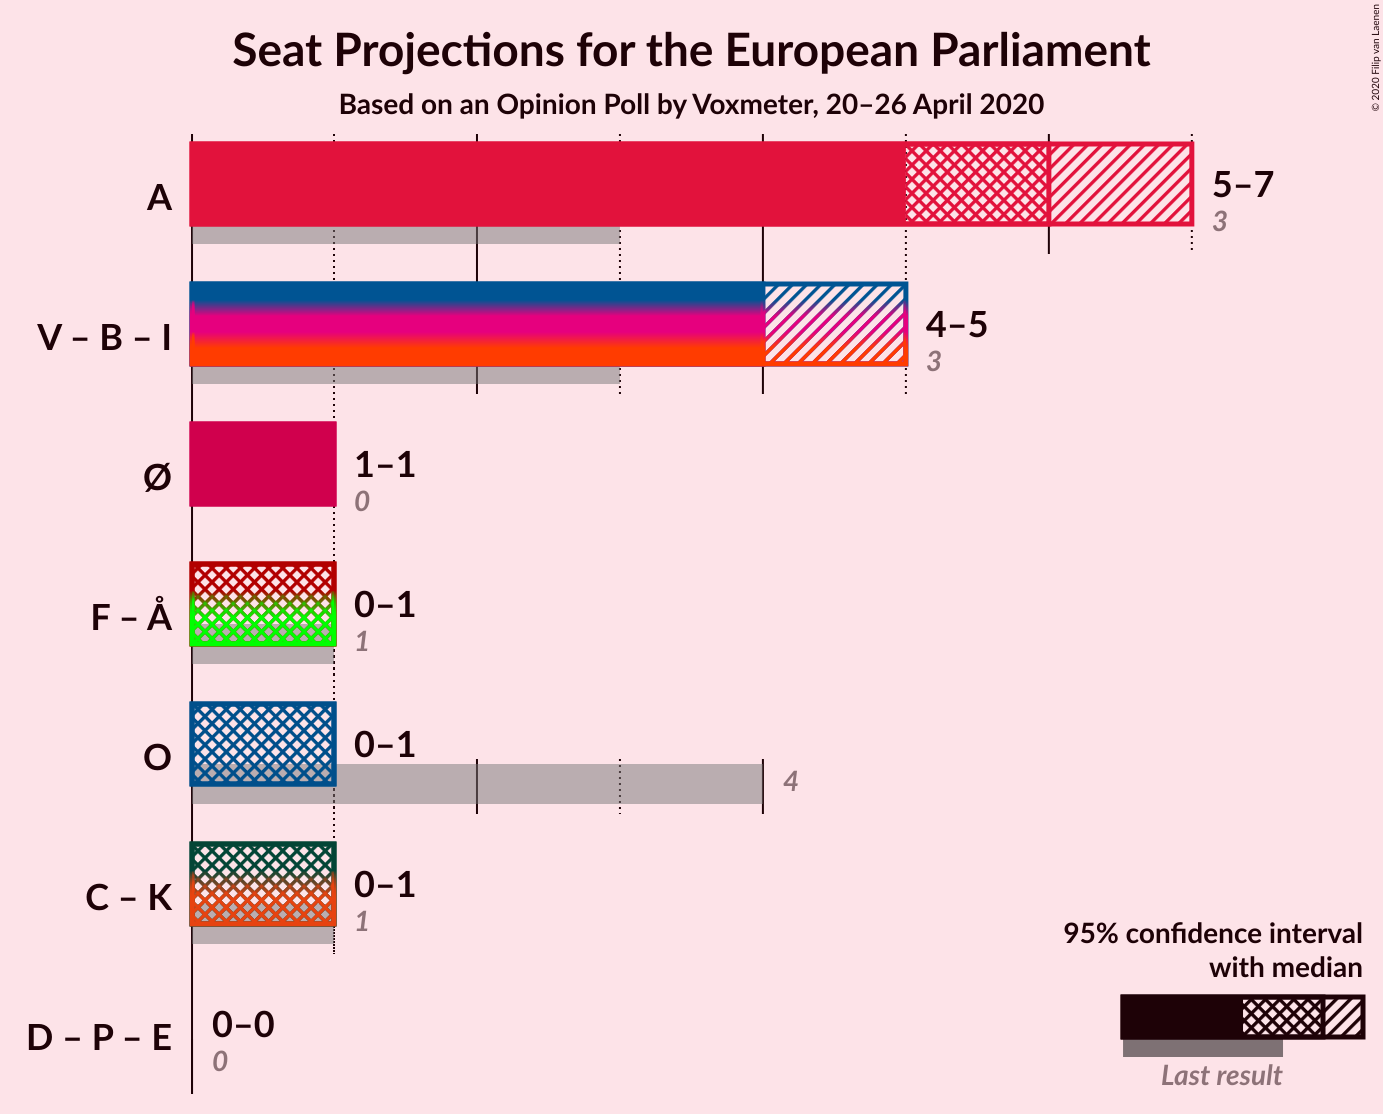 Seat Projections for the European Parliament
Based on an Opinion Poll by Voxmeter, 20–26 April 2020
© 2020 Filip van Laenen
A
5–7
3
V – B – I
4–5
3
Ø
1–1
0
F – Å
0–1
1
O
0–1
4
C – K
0–1
1
D – P – E
0–0
0
95% confidence interval
with median
Last result